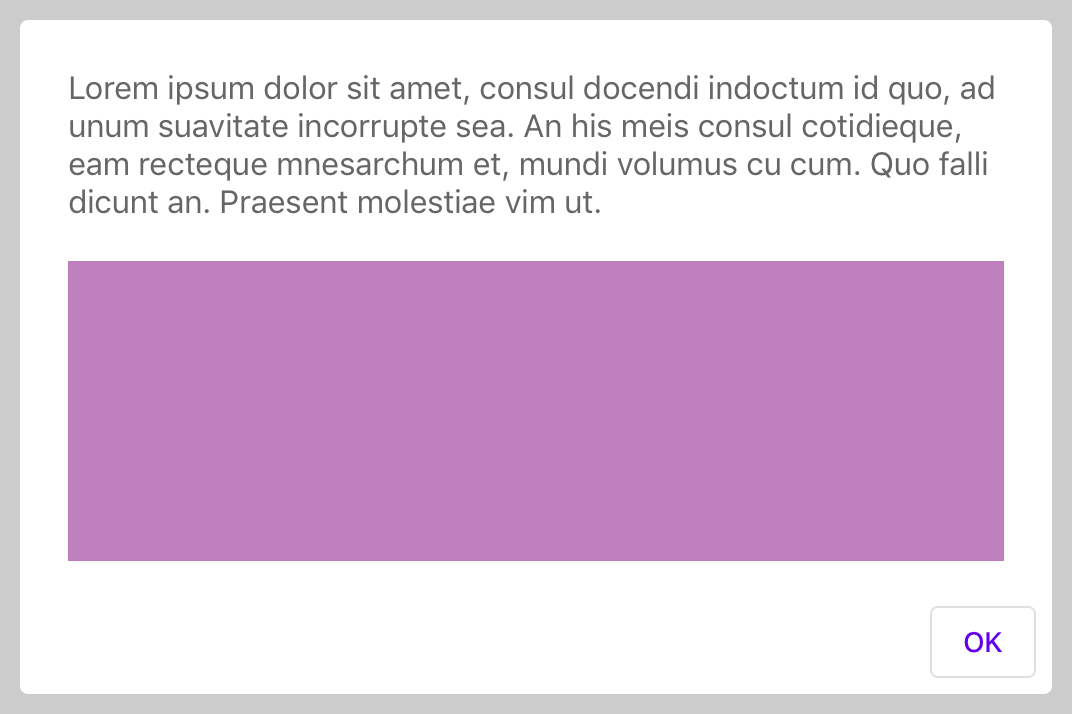 Lorem ipsum dolor sit amet, consul docendi indoctum id quo, ad
unum suavitate incorrupte sea. An his meis consul cotidieque,
eam recteque mnesarchum et, mundi volumus cu cum. Quo falli
dicunt an. Praesent molestiae vim ut.
OK